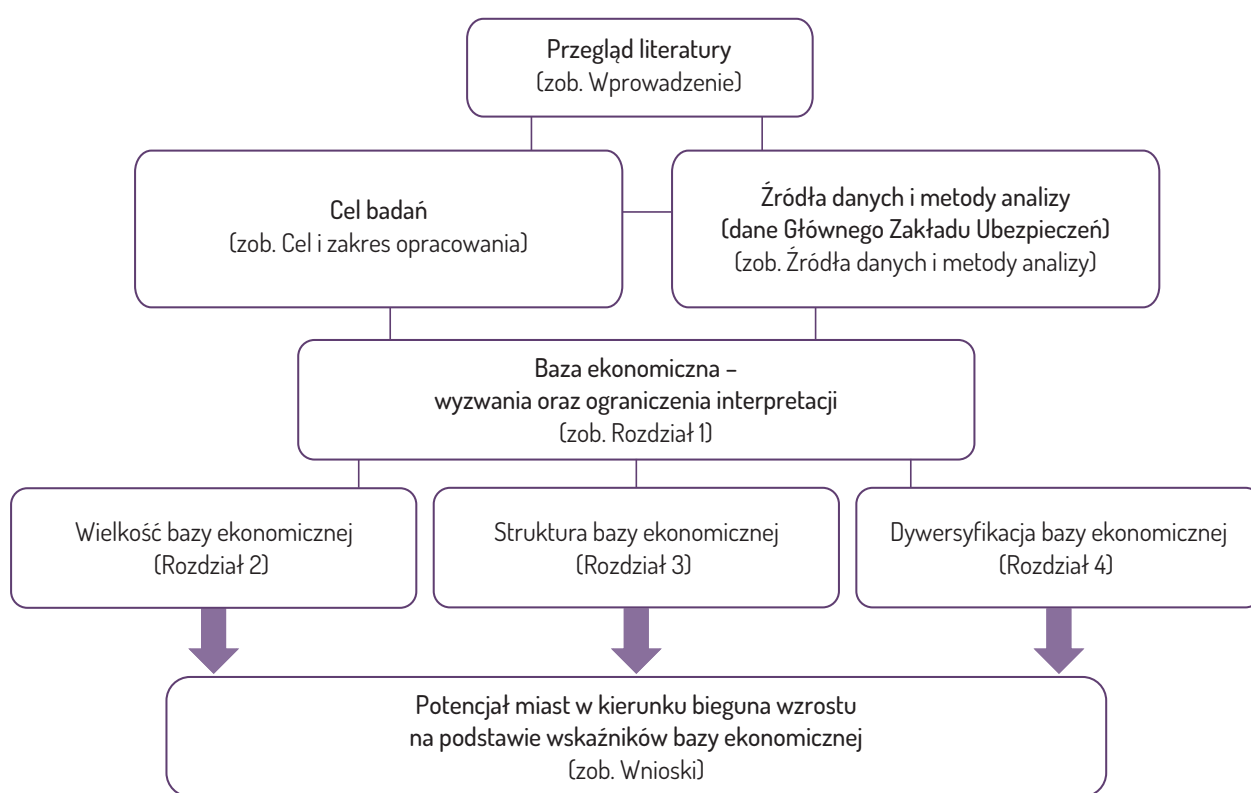 Przegląd literatury
(zob. Wprowadzenie)
Cel badań
(zob. Cel i zakres opracowania)
Źródła danych i metody analizy
(dane Głównego Zakładu Ubezpieczeń)
(zob. Źródła danych i metody analizy)
Baza ekonomiczna –
wyzwania oraz ograniczenia interpretacji
(zob. Rozdział 1)
Wielkość bazy ekonomicznej
(Rozdział 2)
Struktura bazy ekonomicznej
(Rozdział 3)
Dywersyfikacja bazy ekonomicznej
(Rozdział 4)
Potencjał miast w kierunku bieguna wzrostu
na podstawie wskaźników bazy ekonomicznej
(zob. Wnioski)